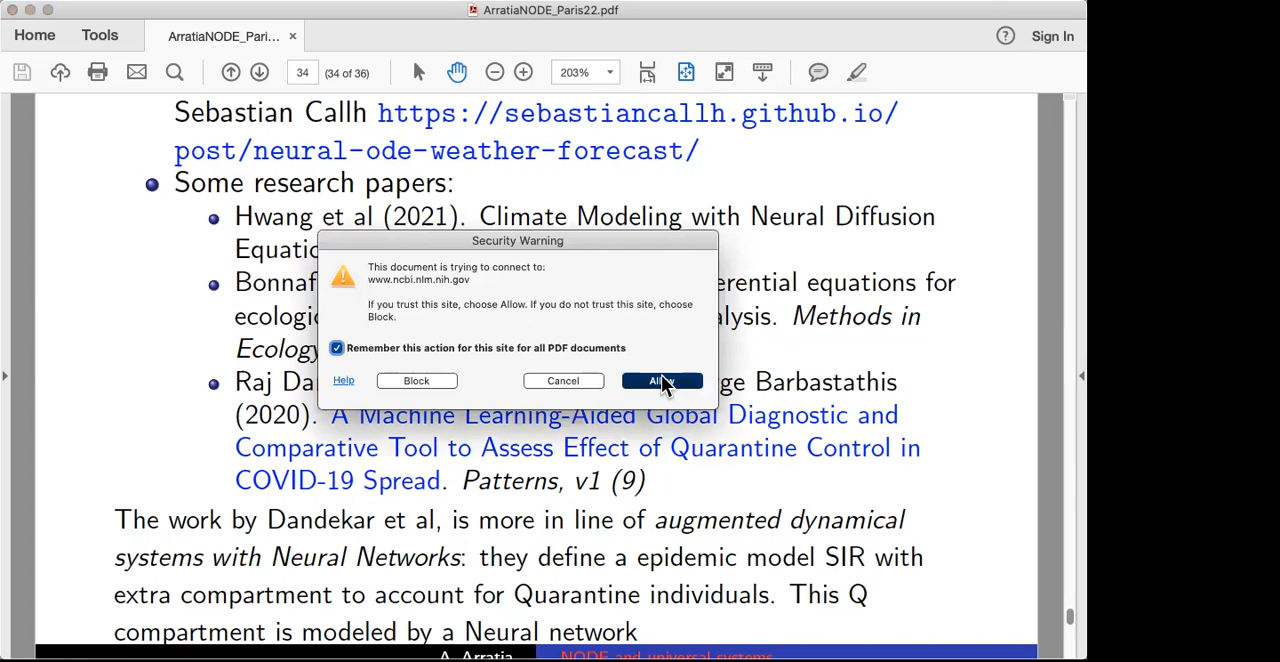 ArratiaNODE_Paris22.pdf
Home Tools ArratiaNODE_Pari... × ? Sign In
34 (34 of 36) 203%
Sebastian Callh https://sebastiancallh.github.io/
post/neural-ode-weather-forecast/
Some research papers:
Hwang et al (2021). Climate Modeling with Neural Diffusion
Equatio
Security Warning
This document is trying to connect to:
www.ncbi.nlm.nih.gov
If you trust this site, choose Allow. If you do not trust this site, choose
Block.
Remember this action for this site for all PDF documents
Help Block Cancel
Bonnaf erential equations for
ecologic alysis. Methods in
Ecology
Raj Da ge Barbastathis
(2020). A Machine Learning-Aided Global Diagnostic and
Comparative Tool to Assess Effect of Quarantine Control in
COVID-19 Spread. Patterns, v1 (9)
The work by Dandekar et al, is more in line of augmented dynamical
systems with Neural Networks: they define a epidemic model SIR with
extra compartment to account for Quarantine individuals. This Q
compartment is modeled by a Neural network
A. Arratia NODE and universal systems